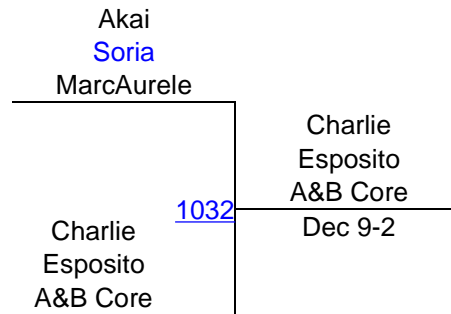 Akai
Soria
MarcAurele
Charlie
Esposito
A&B Core
1032
Dec 9-2
Charlie
Esposito
A&B Core